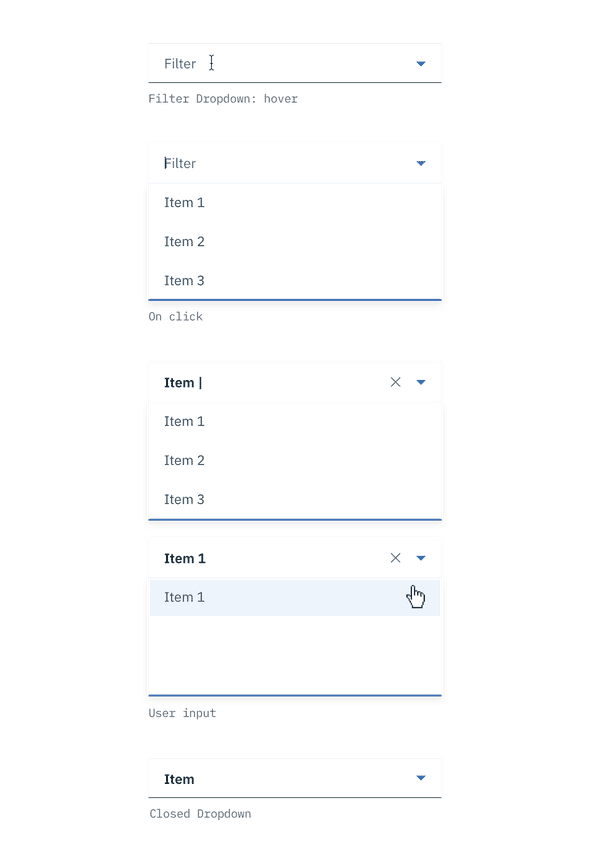 Filter
Filter Dropdown: hover
Filter
Item 1
Item 2
Item 3
On click
Item |
Item 1
Item 2
Item 3
Item 1
Item 1
User input
Item
Closed Dropdown